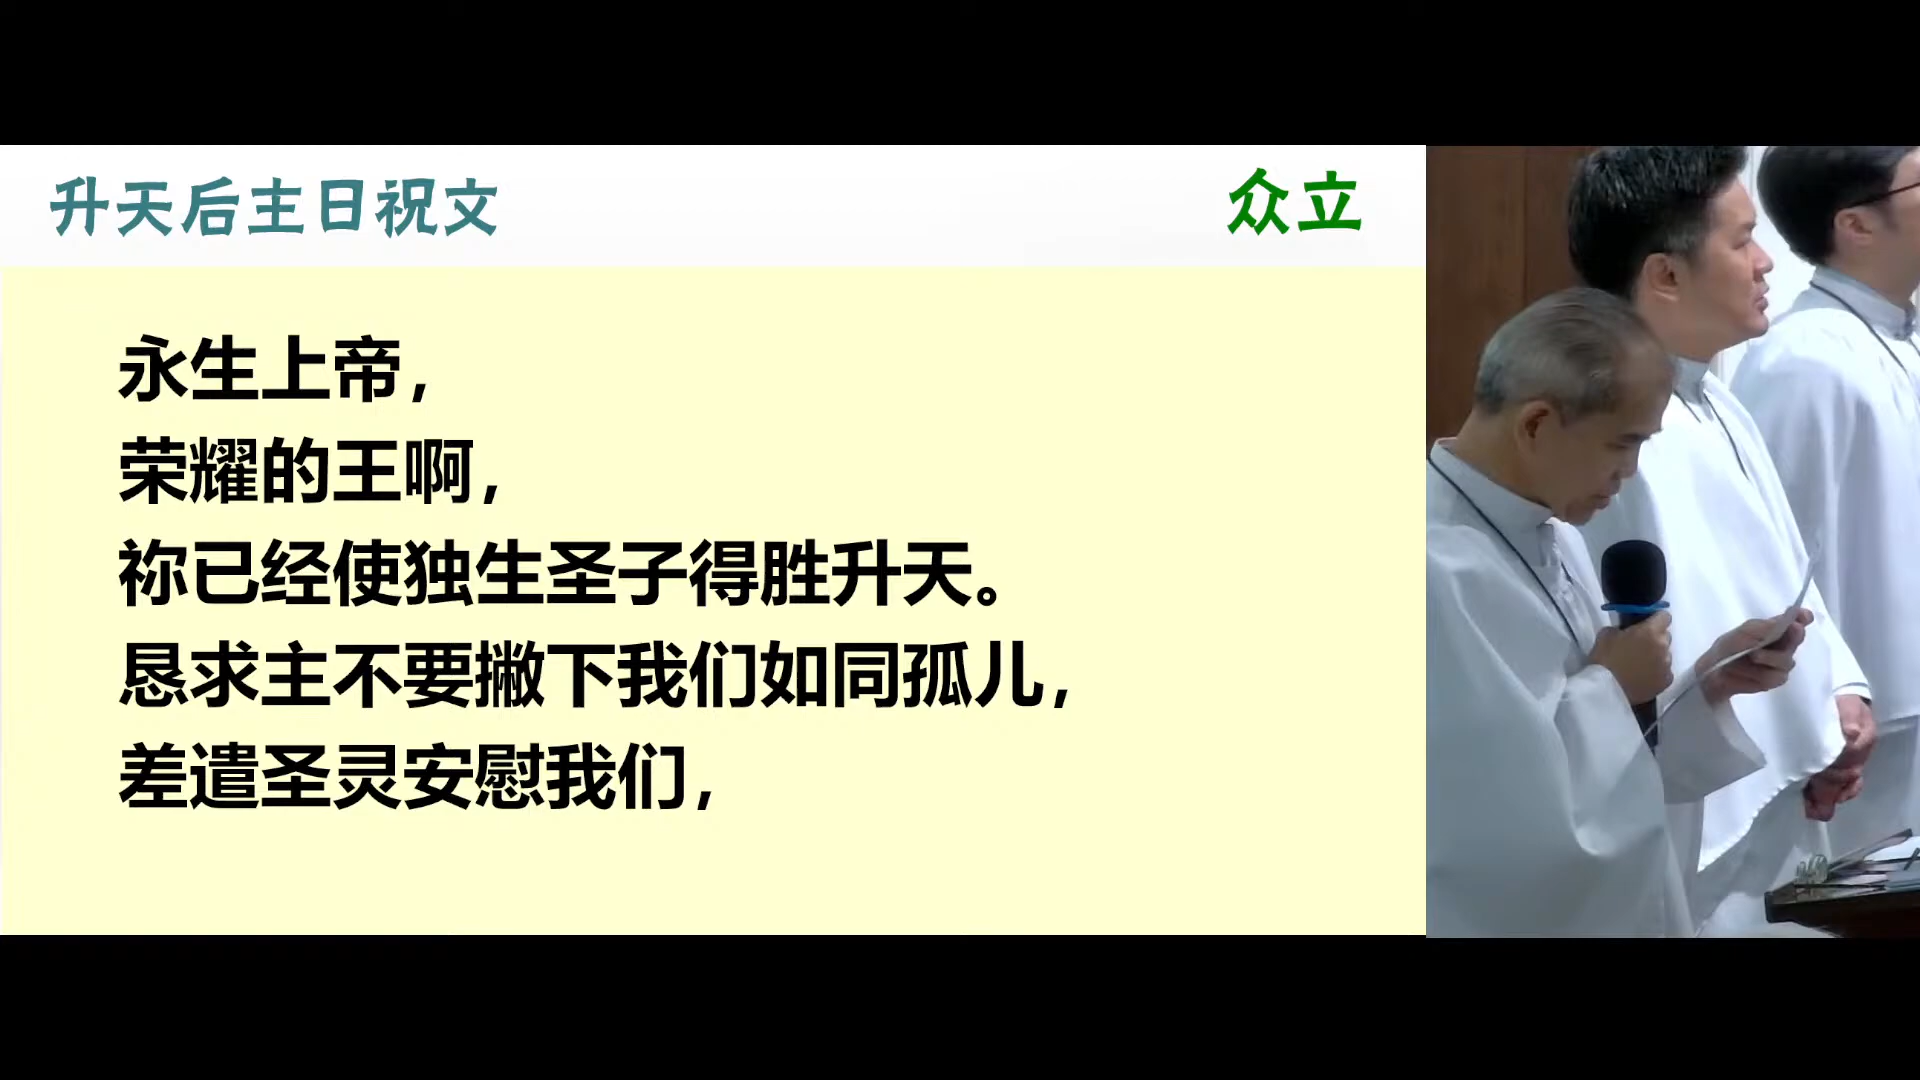 升天后主日祝文
众立
永生上帝，
荣耀的王啊，
祢已经使独生圣子得胜升天。
恳求主不要撇下我们如同孤儿，
差遣圣灵安慰我们，